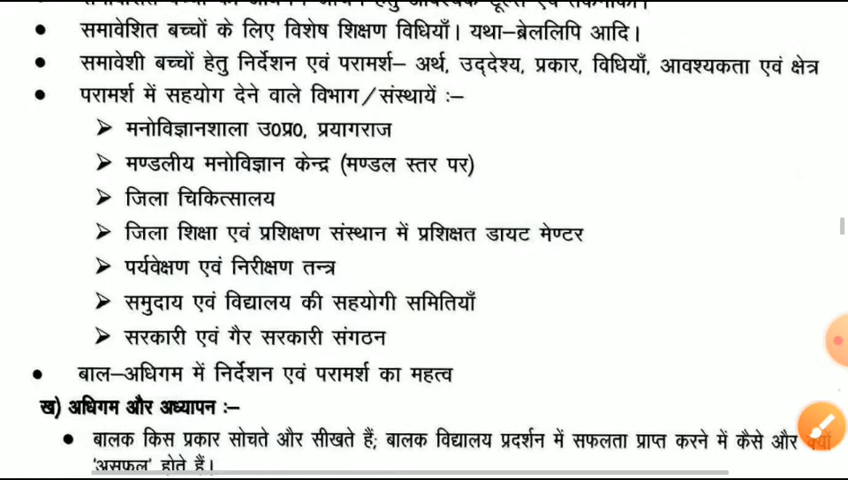 • समावेशित बच्चों के लिए विशेष शिक्षण विधियाँ। यथा–ब्रेललिपि आदि।
• समावेशी बच्चों हेतु निर्देशन एवं परामर्श– अर्थ, उद्देश्य, प्रकार, विधियाँ, आवश्यकता एवं क्षेत्र
• परामर्श में सहयोग देने वाले विभाग/संस्थायें :–
➢ मनोविज्ञानशाला उ०प्र०, प्रयागराज
➢ मण्डलीय मनोविज्ञान केन्द्र (मण्डल स्तर पर)
➢ जिला चिकित्सालय
➢ जिला शिक्षा एवं प्रशिक्षण संस्थान में प्रशिक्षत डायट मेण्टर
➢ पर्यवेक्षण एवं निरीक्षण तन्त्र
➢ समुदाय एवं विद्यालय की सहयोगी समितियाँ
➢ सरकारी एवं गैर सरकारी संगठन
• बाल–अधिगम में निर्देशन एवं परामर्श का महत्व
ख) अधिगम और अध्यापन :–
• बालक किस प्रकार सोचते और सीखते हैं; बालक विद्यालय प्रदर्शन में सफलता प्राप्त करने में कैसे और क्यों
'असफल' होते हैं।